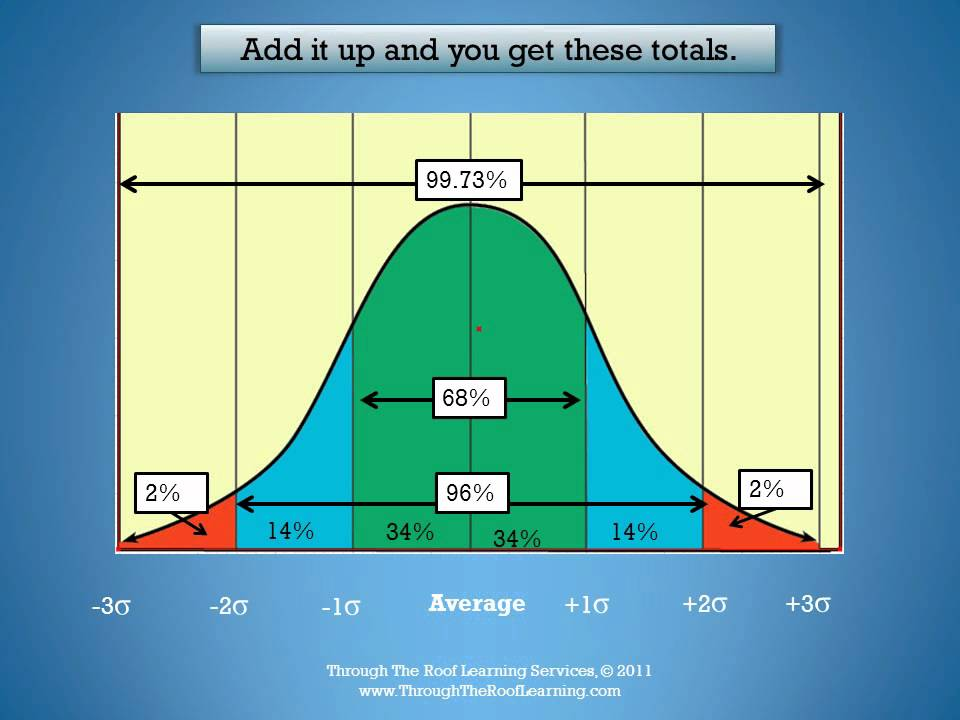 Add it up and you get these totals.
99.73%
68%
2%
96%
2%
14%
34%
34%
14%
-3σ
-2σ
-1σ
Average
+1σ
+2σ
+3σ
Through The Roof Learning Services, © 2011
www.ThroughTheRoofLearning.com